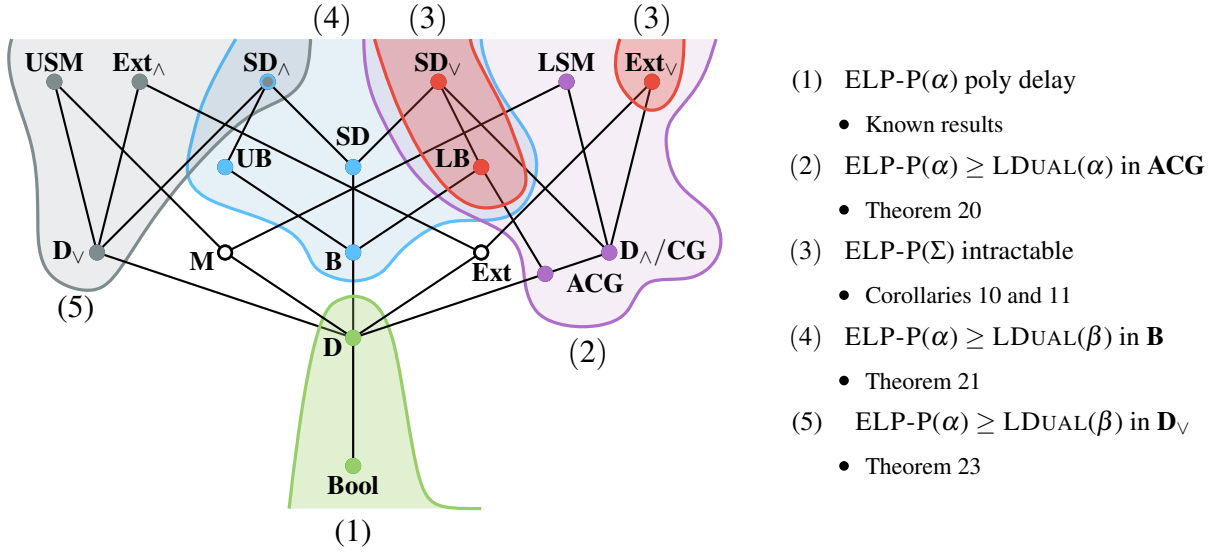 (4) (3) (3)
USM Ext∧ SD∧ SD∨ LSM Ext∨
UB SD LB
D∨ M B Ext D∧/CG
ACG
(5)
D
(2)
Bool
(1)
(1) ELP-P(α) poly delay
• Known results
(2) ELP-P(α) ≥ LDUAL(α) in ACG
• Theorem 20
(3) ELP-P(Σ) intractable
• Corollaries 10 and 11
(4) ELP-P(α) ≥ LDUAL(β) in B
• Theorem 21
(5) ELP-P(α) ≥ LDUAL(β) in D∨
• Theorem 23